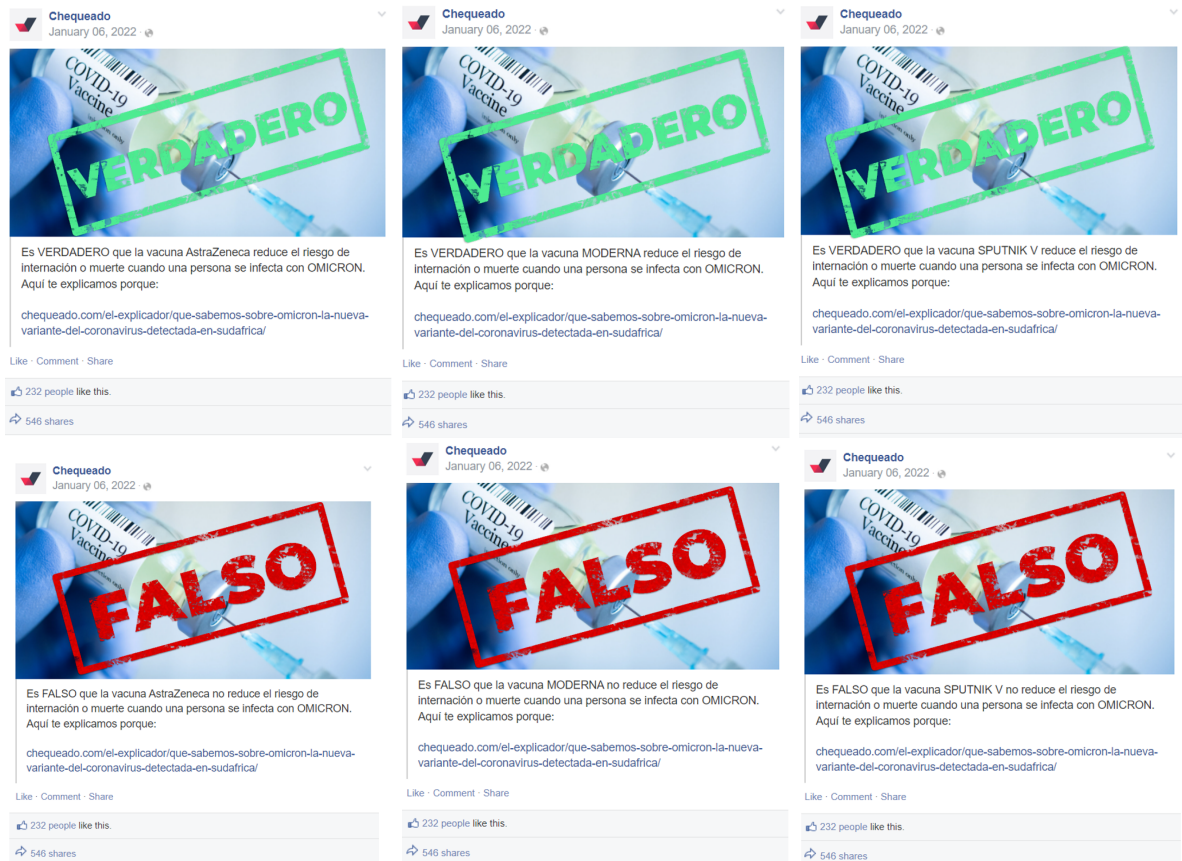 Chequeado
January 06, 2022
COVID-19
Vaccine
injection only
VERDADERO
Es VERDADERO que la vacuna AstraZeneca reduce el riesgo de
internación o muerte cuando una persona se infecta con OMICRON.
Aquí te explicamos porque:
chequeado.com/el-explicador/que-sabemos-sobre-omicron-la-nueva-
variante-del-coronavirus-detectada-en-sudafrica/
Like · Comment · Share
232 people like this.
546 shares
Chequeado
January 06, 2022
COVID-19
Vaccine
injection only
VERDADERO
Es VERDADERO que la vacuna MODERNA reduce el riesgo de
internación o muerte cuando una persona se infecta con OMICRON.
Aquí te explicamos porque:
chequeado.com/el-explicador/que-sabemos-sobre-omicron-la-nueva-
variante-del-coronavirus-detectada-en-sudafrica/
Like · Comment · Share
232 people like this.
546 shares
Chequeado
January 06, 2022
COVID-19
Vaccine
injection only
VERDADERO
Es VERDADERO que la vacuna SPUTNIK V reduce el riesgo de
internación o muerte cuando una persona se infecta con OMICRON.
Aquí te explicamos porque:
chequeado.com/el-explicador/que-sabemos-sobre-omicron-la-nueva-
variante-del-coronavirus-detectada-en-sudafrica/
Like · Comment · Share
232 people like this.
546 shares
Chequeado
January 06, 2022
COVID-19
Vaccine
only
FALSO
Es FALSO que la vacuna AstraZeneca no reduce el riesgo de
internación o muerte cuando una persona se infecta con OMICRON.
Aquí te explicamos porque:
chequeado.com/el-explicador/que-sabemos-sobre-omicron-la-nueva-
variante-del-coronavirus-detectada-en-sudafrica/
Like · Comment · Share
232 people like this.
546 shares
Chequeado
January 06, 2022
COVID-19
Vaccine
only
FALSO
Es FALSO que la vacuna MODERNA no reduce el riesgo de
internación o muerte cuando una persona se infecta con OMICRON.
Aquí te explicamos porque:
chequeado.com/el-explicador/que-sabemos-sobre-omicron-la-nueva-
variante-del-coronavirus-detectada-en-sudafrica/
Like · Comment · Share
232 people like this.
546 shares
Chequeado
January 06, 2022
COVID-19
Vaccine
only
FALSO
Es FALSO que la vacuna SPUTNIK V no reduce el riesgo de
internación o muerte cuando una persona se infecta con OMICRON.
Aquí te explicamos porque:
chequeado.com/el-explicador/que-sabemos-sobre-omicron-la-nueva-
variante-del-coronavirus-detectada-en-sudafrica/
Like · Comment · Share
232 people like this.
546 shares